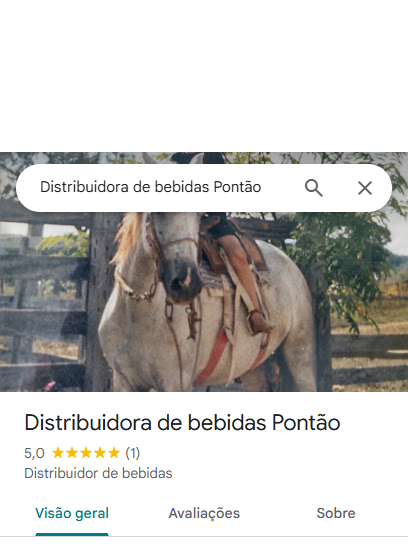 Distribuidora de bebidas Pontão
Distribuidora de bebidas Pontão
5,0 ★★★★★ (1)
Distribuidor de bebidas
Visão geral Avaliações Sobre